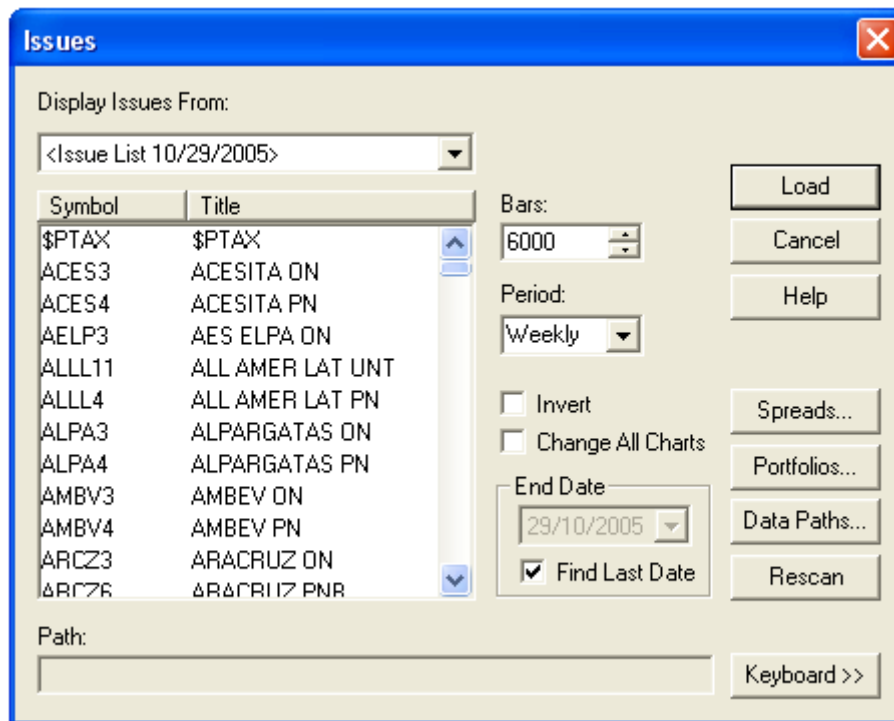 Issues
Display Issues From:
<Issue List 10/29/2005>
Symbol Title
$PTAX $PTAX
ACES3 ACESITA ON
ACES4 ACESITA PN
AELP3 AES ELPA ON
ALLL11 ALL AMER LAT UNT
ALLL4 ALL AMER LAT PN
ALPA3 ALPARGATAS ON
ALPA4 ALPARGATAS PN
AMBV3 AMBEV ON
AMBV4 AMBEV PN
ARCZ3 ARACRUZ ON
ARCZ6 ARACRUZ PNB
Bars:
6000
Period:
Weekly
Invert
Change All Charts
End Date
29/10/2005
Find Last Date
Load
Cancel
Help
Spreads...
Portfolios...
Data Paths...
Rescan
Path:
Keyboard >>